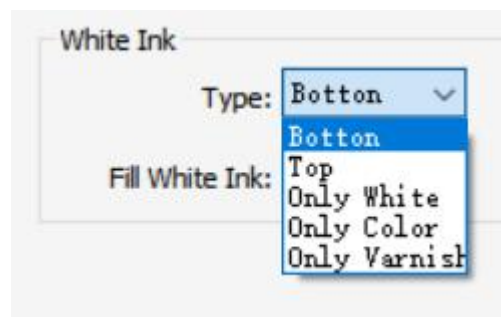 White Ink
Type: Botton
Botton
Top
Fill White Ink:
Only White
Only Color
Only Varnish